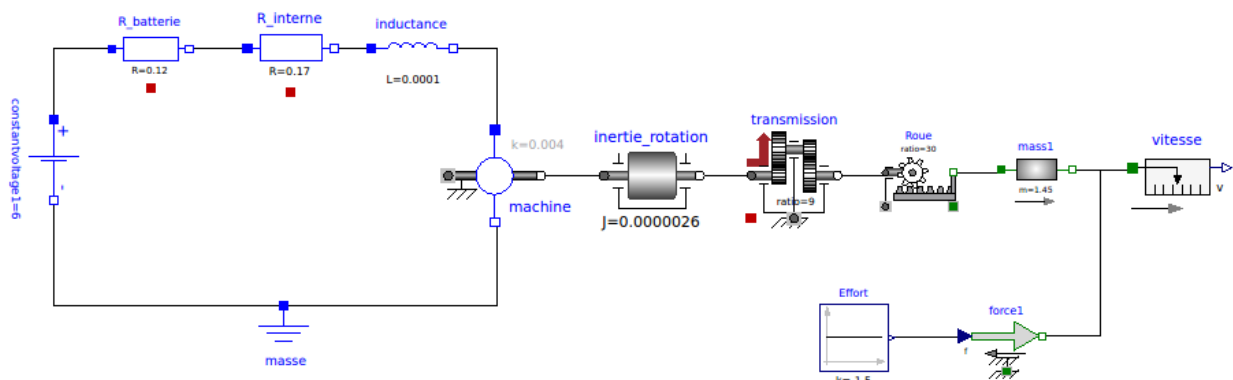 R_batterie
R=0.12
R_interne
R=0.17
inductance
L=0.0001
constantvoltage1=6
+
-
k=0.004
machine
masse
inertie_rotation
J=0.0000026
transmission
ratio=9
Roue
ratio=30
mass1
m=1.45
vitesse
v
Effort
force1
f